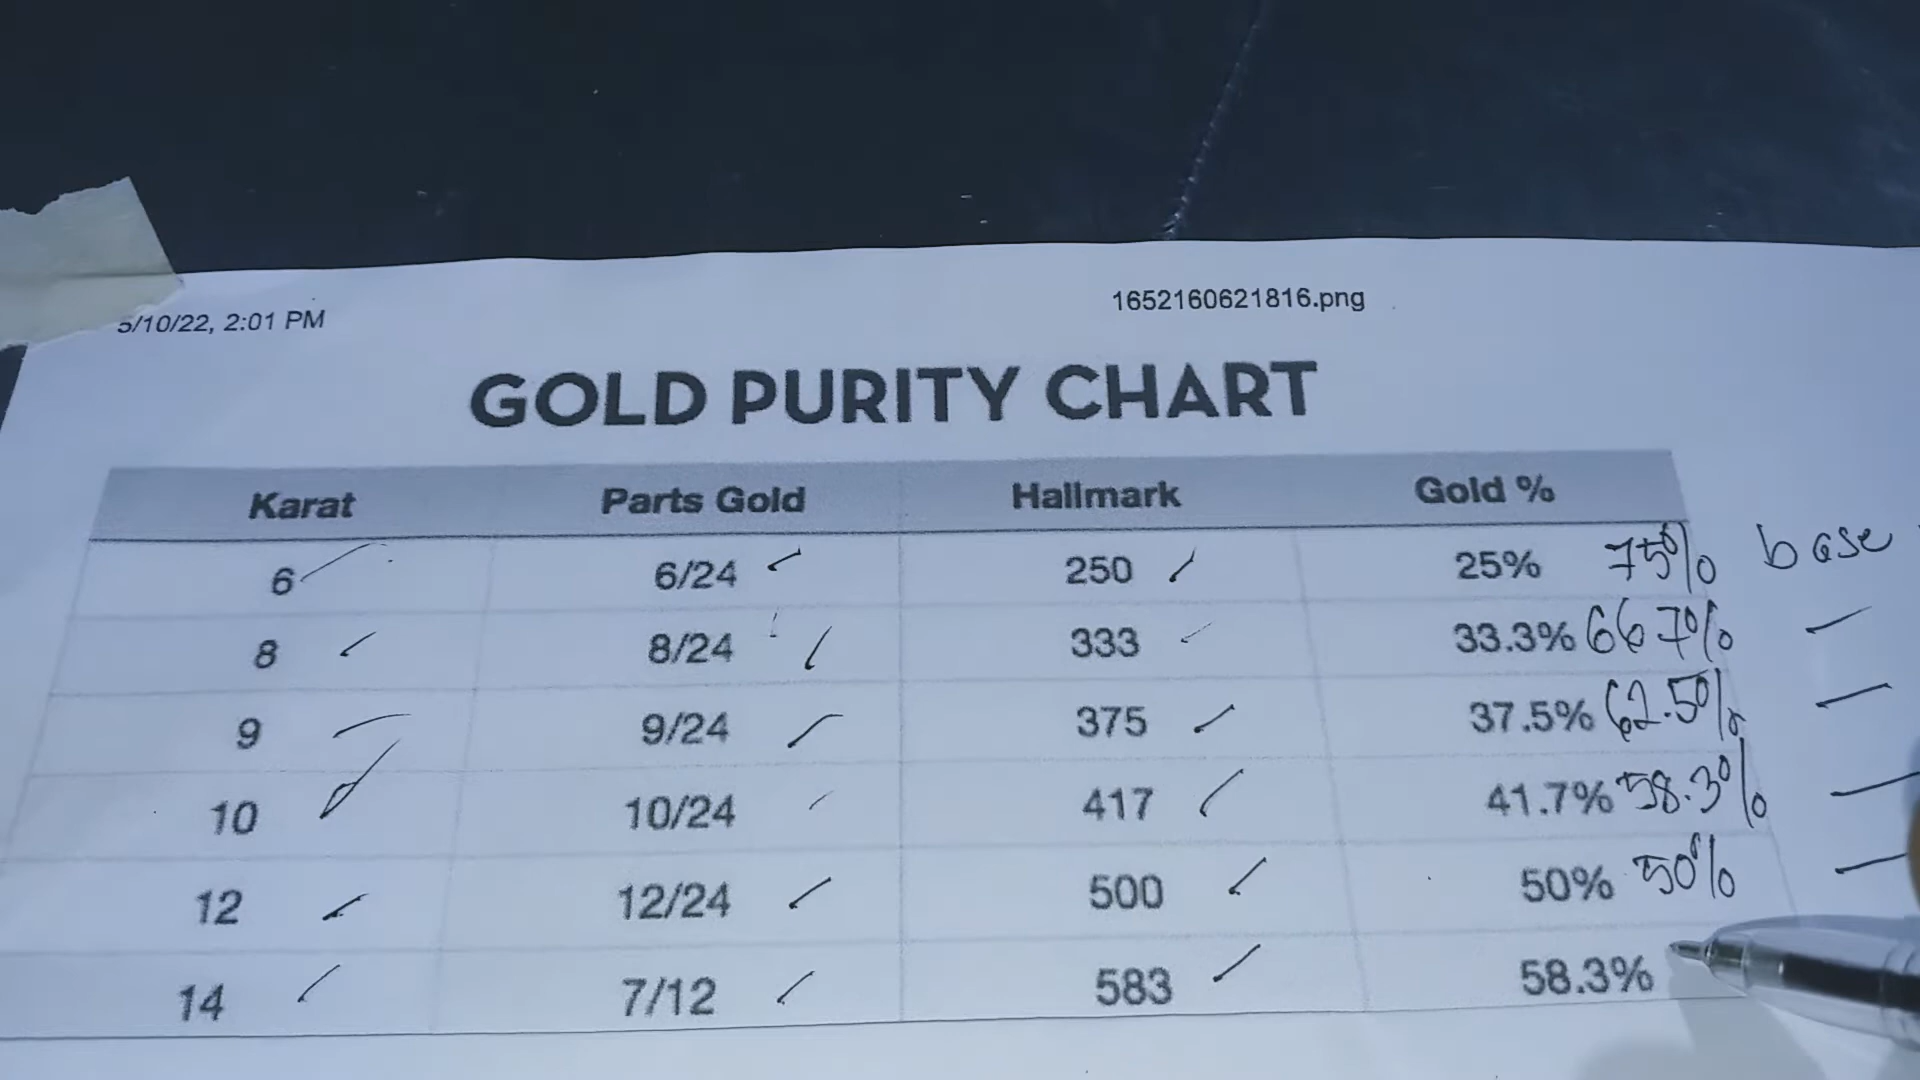 5/10/22, 2:01 PM 1652160621816.png
GOLD PURITY CHART
Karat Parts Gold Hallmark Gold %
6 6/24 250 25% 75% base
8 8/24 333 33.3% 66.7%
9 9/24 375 37.5% 62.5%
10 10/24 417 41.7% 58.3%
12 12/24 500 50% 50%
14 7/12 583 58.3%